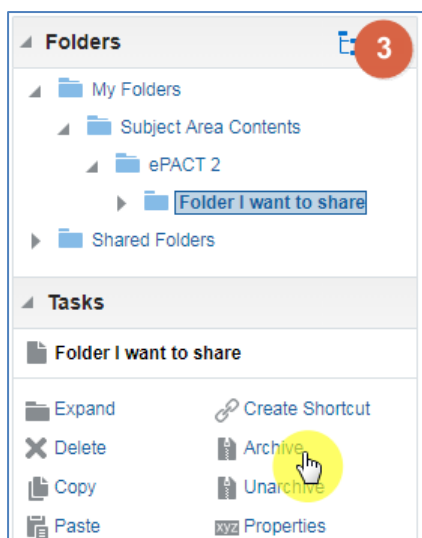 Folders
3
My Folders
Subject Area Contents
ePACT 2
Folder I want to share
Shared Folders
Tasks
Folder I want to share
Expand Create Shortcut
Delete Archive
Copy Unarchive
Paste xyz Properties